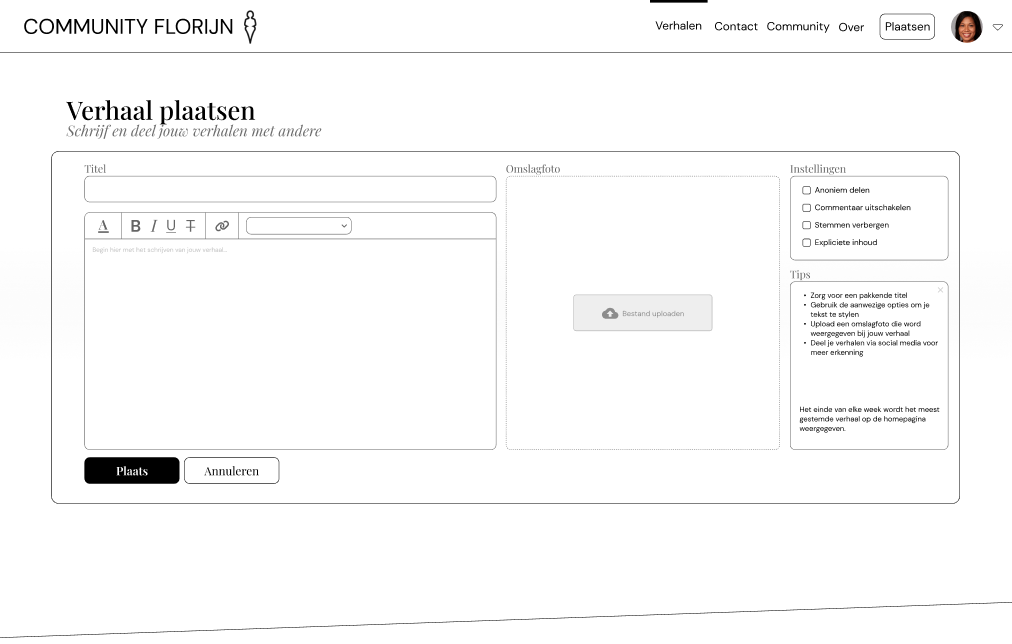 COMMUNITY FLORIJN
Verhalen Contact Community Over Plaatsen
Verhaal plaatsen
Schrijf en deel jouw verhalen met andere
Titel
Omslagfoto
Instellingen
Anoniem delen
Commentaar uitschakelen
Stemmen verbergen
Expliciete inhoud
A B I U T
Begin hier met het schrijven van jouw verhaal...
Bestand uploaden
Tips
• Zorg voor een pakkende titel
• Gebruik de aanwezige opties om je
tekst te stylen
• Upload een omslagfoto die word
weergegeven bij jouw verhaal
• Deel je verhalen via social media voor
meer erkenning
Het einde van elke week wordt het meest
gestemde verhaal op de homepagina
weergegeven.
Plaats Annuleren